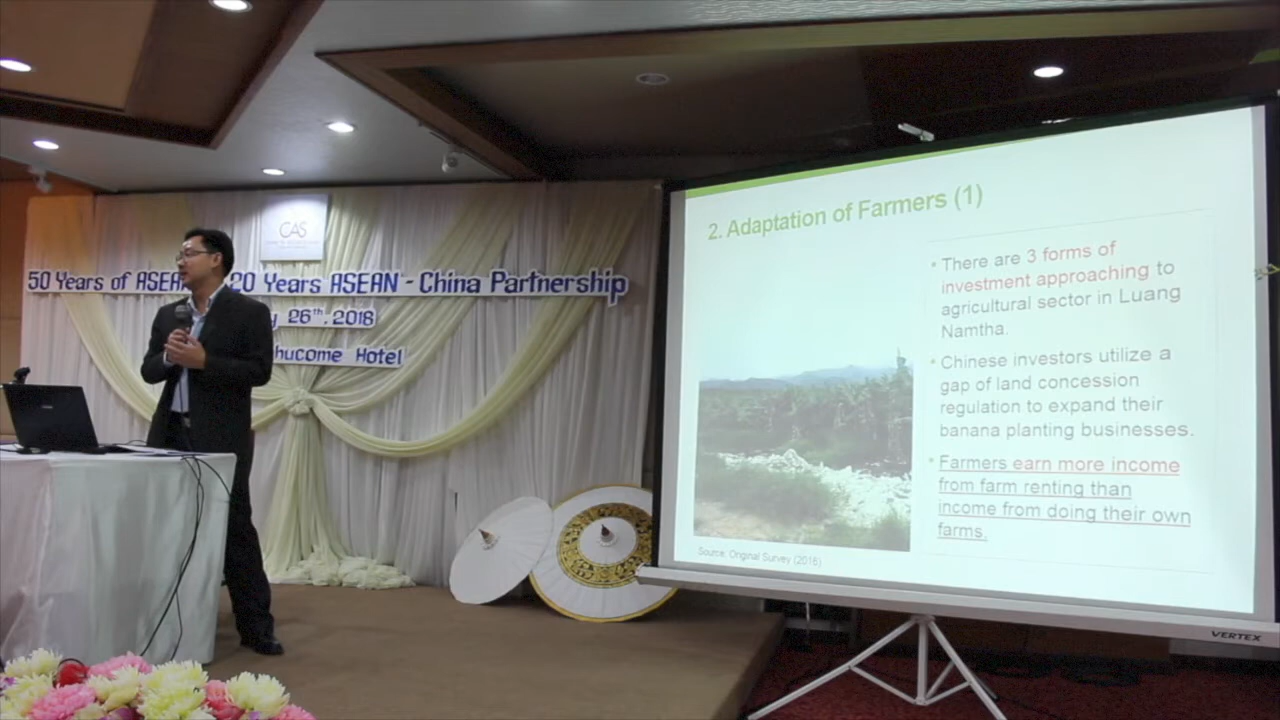 CAS
50 Years of ASEA 20 Years ASEAN - China Partnership
y 26th, 2018
hucome Hotel
2. Adaptation of Farmers (1)
• There are 3 forms of
investment approaching to
agricultural sector in Luang
Namtha.
• Chinese investors utilize a
gap of land concession
regulation to expand their
banana planting businesses.
• Farmers earn more income
from farm renting than
income from doing their own
farms.
Source: Original Survey (2016)
VERTEX